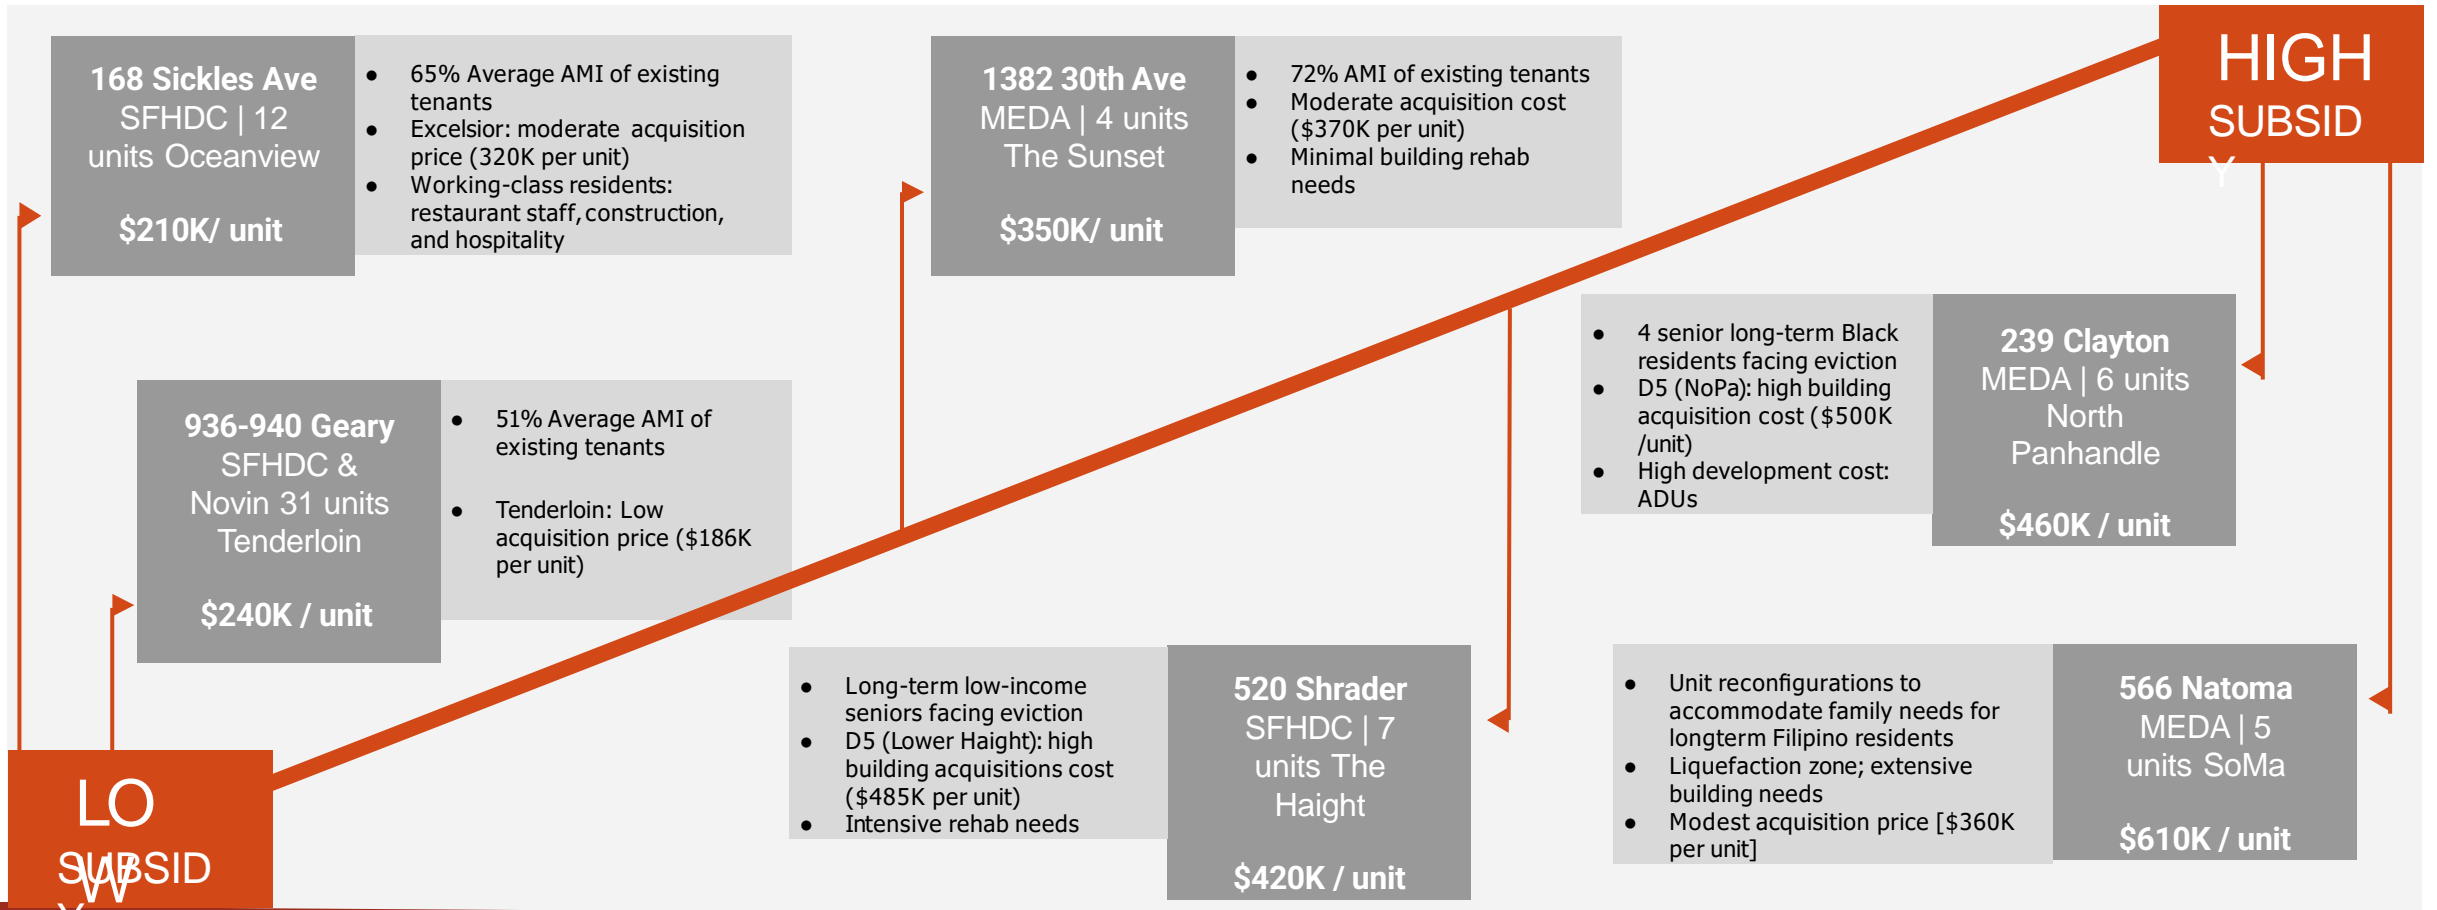 168 Sickles Ave
SFHDC | 12
units Oceanview
$210K/ unit
● 65% Average AMI of existing
tenants
● Excelsior: moderate acquisition
price (320K per unit)
● Working-class residents:
restaurant staff, construction,
and hospitality
1382 30th Ave
MEDA | 4 units
The Sunset
$350K/ unit
● 72% AMI of existing tenants
● Moderate acquisition cost
($370K per unit)
● Minimal building rehab
needs
HIGH
SUBSID
Y
936-940 Geary
SFHDC &
Novin 31 units
Tenderloin
$240K / unit
● 51% Average AMI of
existing tenants
● Tenderloin: Low
acquisition price ($186K
per unit)
● 4 senior long-term Black
residents facing eviction
● D5 (NoPa): high building
acquisition cost ($500K
/unit)
● High development cost:
ADUs
239 Clayton
MEDA | 6 units
North
Panhandle
$460K / unit
● Long-term low-income
seniors facing eviction
● D5 (Lower Haight): high
building acquisitions cost
($485K per unit)
● Intensive rehab needs
520 Shrader
SFHDC | 7
units The
Haight
$420K / unit
● Unit reconfigurations to
accommodate family needs for
longterm Filipino residents
● Liquefaction zone; extensive
building needs
● Modest acquisition price [$360K
per unit]
566 Natoma
MEDA | 5
units SoMa
$610K / unit
LO
W
SUBSID
Y